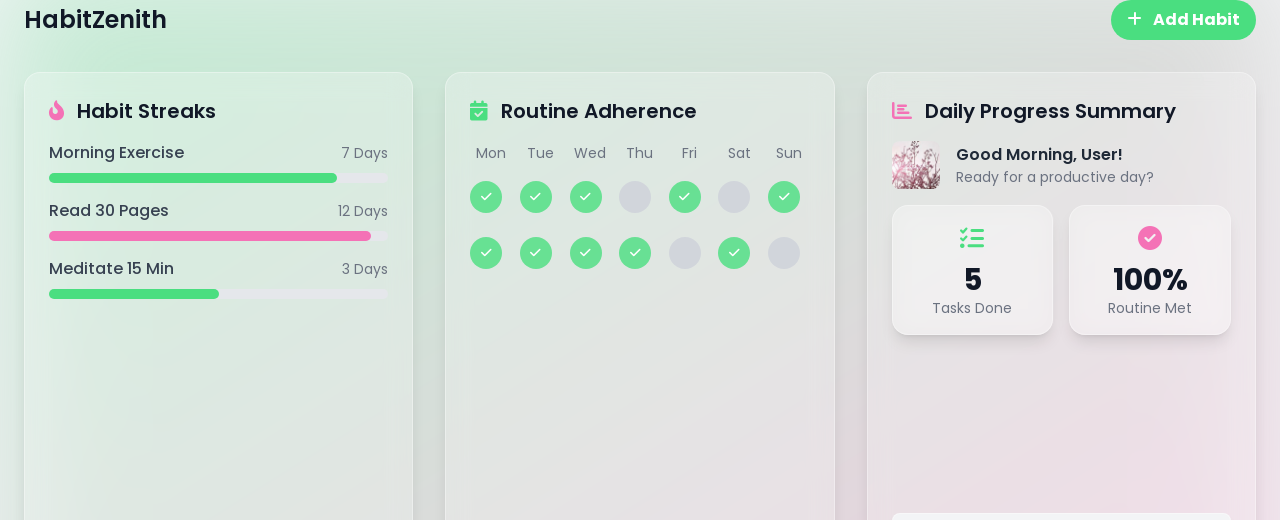 HabitZenith
Add Habit
Habit Streaks
Morning Exercise 7 Days
Read 30 Pages 12 Days
Meditate 15 Min 3 Days
Routine Adherence
Mon Tue Wed Thu Fri Sat Sun
Daily Progress Summary
Good Morning, User!
Ready for a productive day?
5
Tasks Done
100%
Routine Met